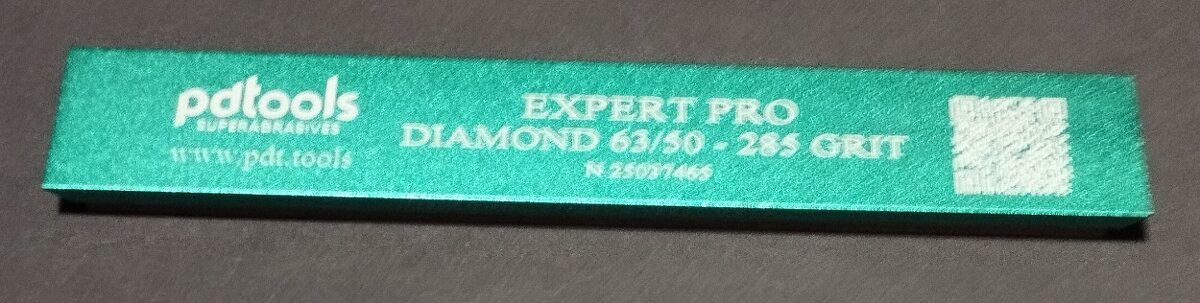 pdtools
SUPERABRASIVES
www.pdt.tools
EXPERT PRO
DIAMOND 63/50 - 285 GRIT
N 25037465